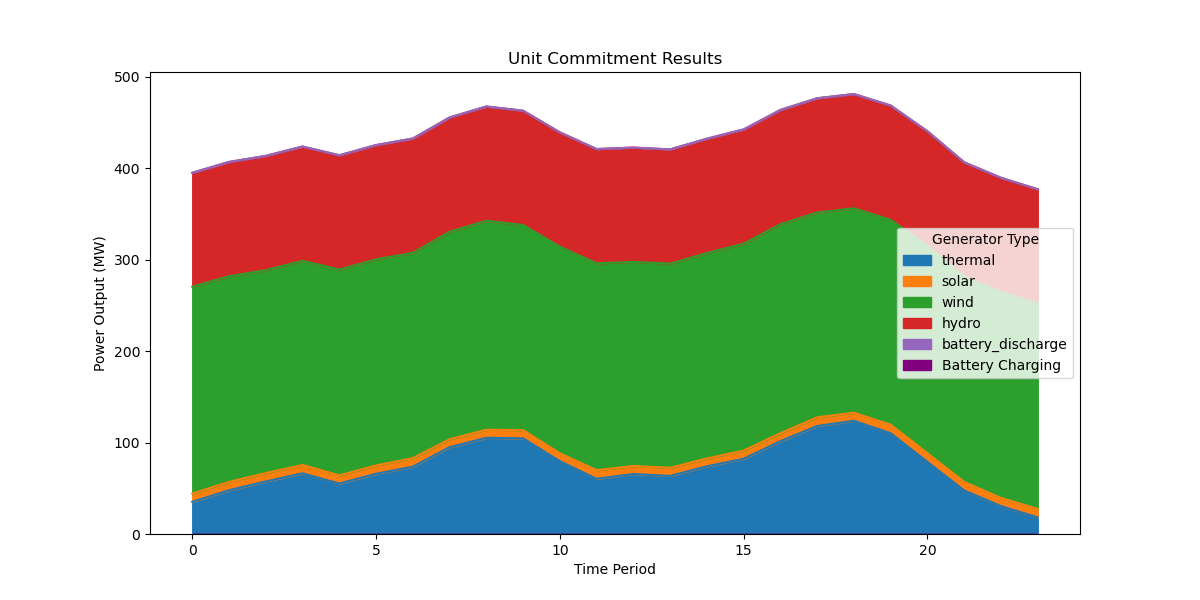 Unit Commitment Results
Power Output (MW)
500
400
300
200
100
0
Generator Type
thermal
solar
wind
hydro
battery_discharge
Battery Charging
0 5 10 15 20
Time Period